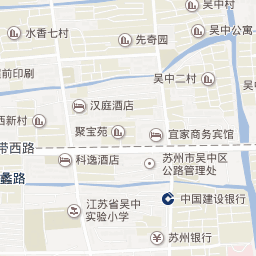 吴中村
水香七村
先奇园
吴中公寓
前印刷
吴中二村
汉庭酒店
西新村
聚宝苑
宜家商务宾馆
带西路
科逸酒店
苏州市吴中区
公路管理处
蠡路
中国建设银行
江苏省吴中
实验小学
苏州银行